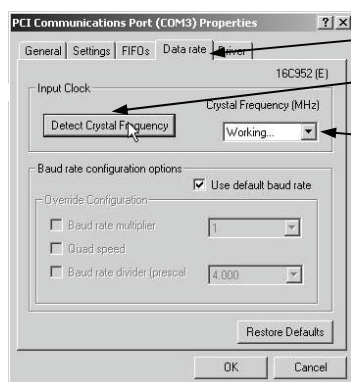 PCI Communications Port (COM3) Properties
General Settings FIFOs Data rate Driver
16C952 (E)
Input Clock
Crystal Frequency (MHz)
Detect Crystal Frequency
Working...
Baud rate configuration options
Use default baud rate
Override Configuration
Baud rate multiplier 1
Quad speed
Baud rate divider (prescal 4.000
Restore Defaults
OK Cancel